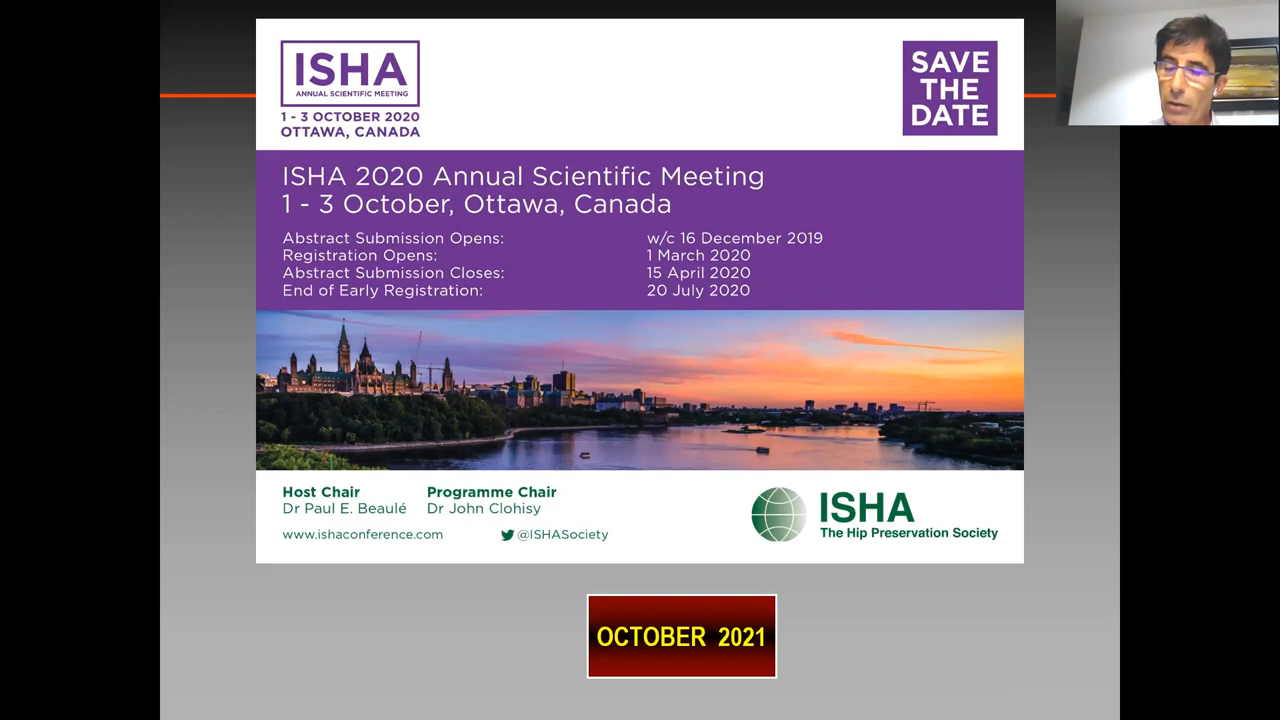 ISHA
ANNUAL SCIENTIFIC MEETING
1 - 3 OCTOBER 2020
OTTAWA, CANADA
SAVE
THE
DATE
ISHA 2020 Annual Scientific Meeting
1 - 3 October, Ottawa, Canada
Abstract Submission Opens: w/c 16 December 2019
Registration Opens: 1 March 2020
Abstract Submission Closes: 15 April 2020
End of Early Registration: 20 July 2020
Host Chair Programme Chair
Dr Paul E. Beaulé Dr John Clohisy
www.ishaconference.com @ISHASociety
ISHA
The Hip Preservation Society
OCTOBER 2021